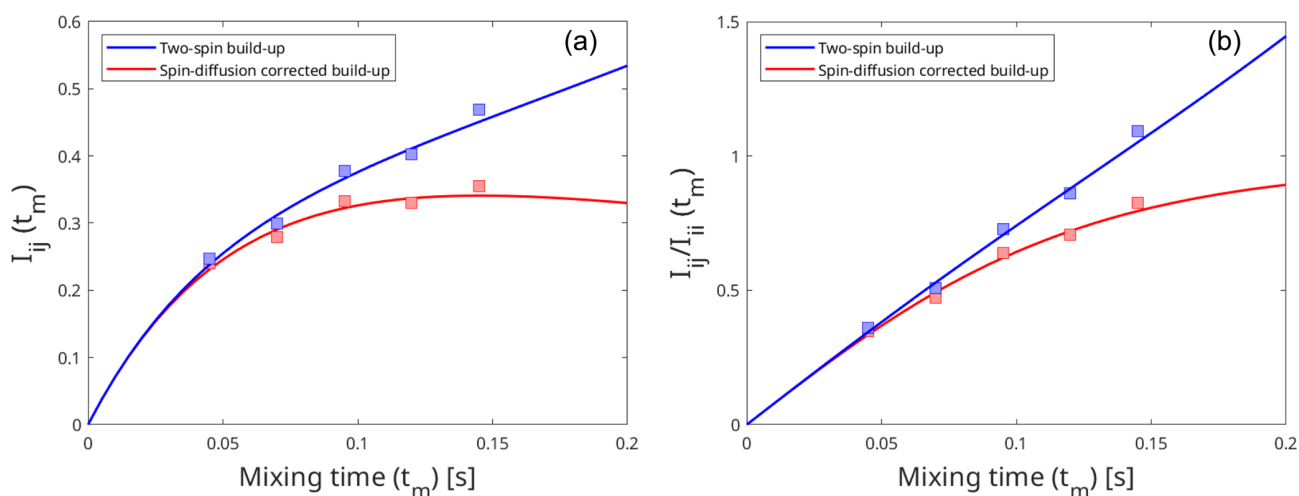 0.6
0.5
0.4
0.3
0.2
0.1
0
I_ij (t_m)
Two-spin build-up
Spin-diffusion corrected build-up
(a)
0
0.05
0.1
0.15
0.2
Mixing time (t_m) [s]
1.5
1
0.5
0
I_ij/I_ii (t_m)
Two-spin build-up
Spin-diffusion corrected build-up
(b)
0
0.05
0.1
0.15
0.2
Mixing time (t_m) [s]